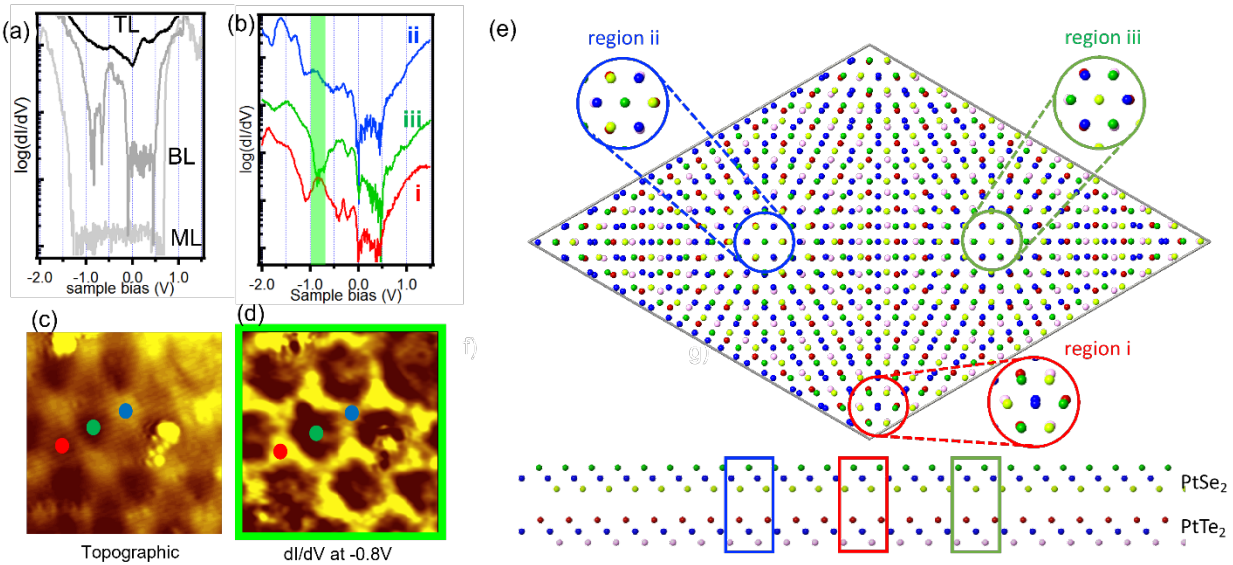 (a)
TL
BL
ML
log(dI/dV)
-2.0 -1.0 0.0 1.0
sample bias (V)
(b)
ii
iii
i
log(dI/dV)
-2.0 -1.0 0.0 1.0
Sample bias (V)
(c)
Topographic
(d)
dI/dV at -0.8V
f)
g)
(e)
region ii
region iii
region i
PtSe2
PtTe2